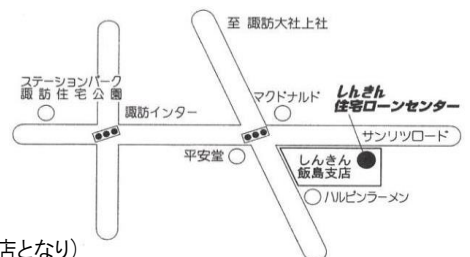 至 諏訪大社上社
ステーションパーク
諏訪住宅公園
諏訪インター
マクドナルド
しんきん
住宅ローンセンター
サンリツロード
平安堂
しんきん
飯島支店
ハルピンラーメン
店となり)